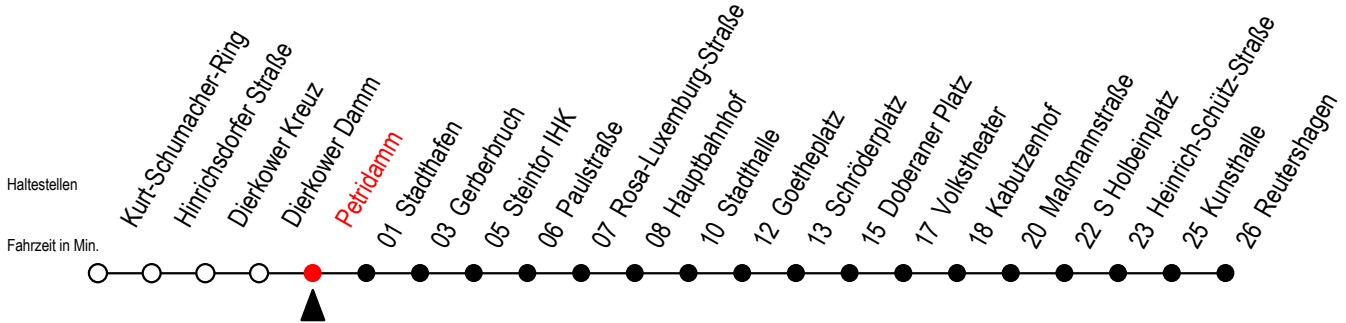 Haltestellen
Fahrzeit in Min.
Kurt-Schumacher-Ring
Hinrichsdorfer Straße
Dierkower Kreuz
Dierkower Damm
Petridamm
01 Stadthafen
03 Gerberbruch
05 Steintor IHK
06 Paulstraße
07 Rosa-Luxemburg-Straße
08 Hauptbahnhof
10 Stadthalle
12 Goetheplatz
13 Schröderplatz
15 Doberaner Platz
17 Volkstheater
18 Kabutzenhof
20 Maßmannstraße
22 S Holbeinplatz
23 Heinrich-Schütz-Straße
25 Kunsthalle
26 Reutershagen